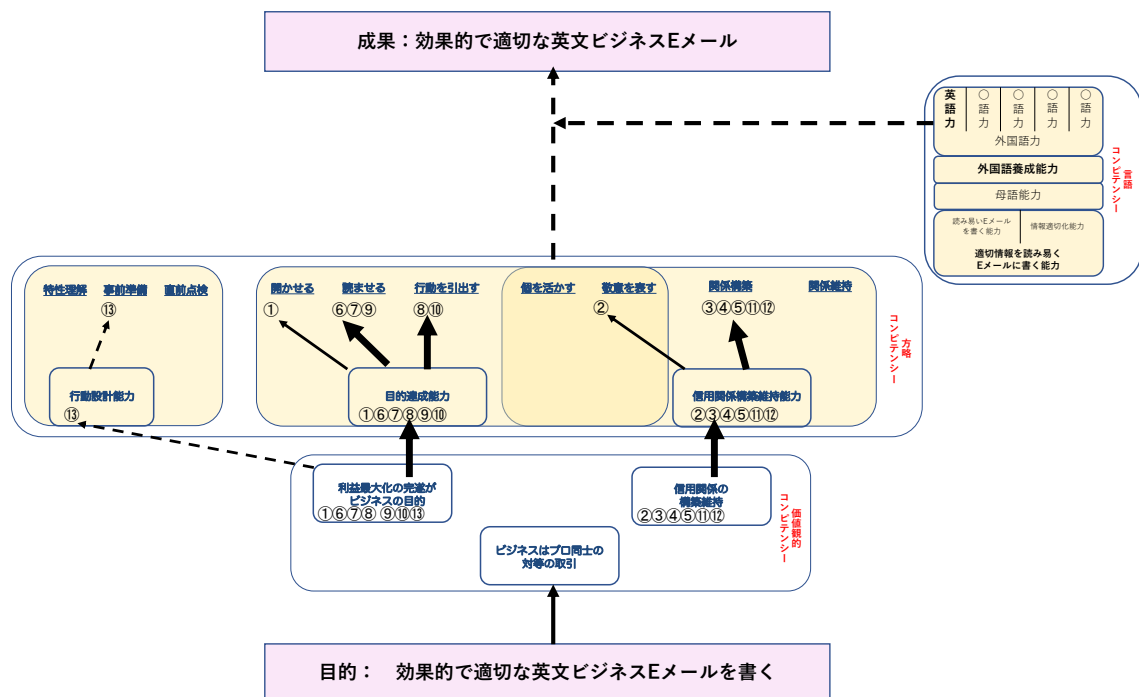 成果：効果的で適切な英文ビジネスEメール
英語力
○語力
○語力
○語力
○語力
外国語力
外国語養成能力
母語能力
読み易いEメール
を書く能力
情報適切化能力
適切情報を読み易く
Eメールに書く能力
言語
コンピテンシー
特性理解 事前準備 直前点検
⑬
行動設計能力
⑬
開かせる 読ませる 行動を引出す
① ⑥⑦⑨ ⑧⑩
目的達成能力
①⑥⑦⑧⑨⑩
個を活かす 敬意を表す
②
関係構築 関係維持
③④⑤⑪⑫
信用関係構築維持能力
②③④⑤⑪⑫
方略
コンピテンシー
利益最大化の完遂が
ビジネスの目的
①⑥⑦⑧ ⑨⑩⑬
信用関係の
構築維持
②③④⑤⑪⑫
ビジネスはプロ同士の
対等の取引
価値観的
コンピテンシー
目的： 効果的で適切な英文ビジネスEメールを書く